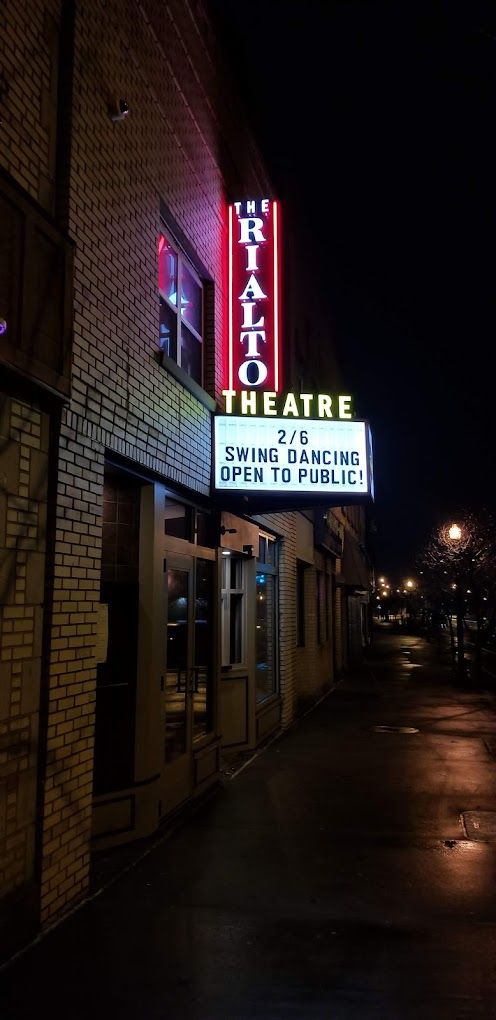 THE
RIALTO
THEATRE
2/6
SWING DANCING
OPEN TO PUBLIC!